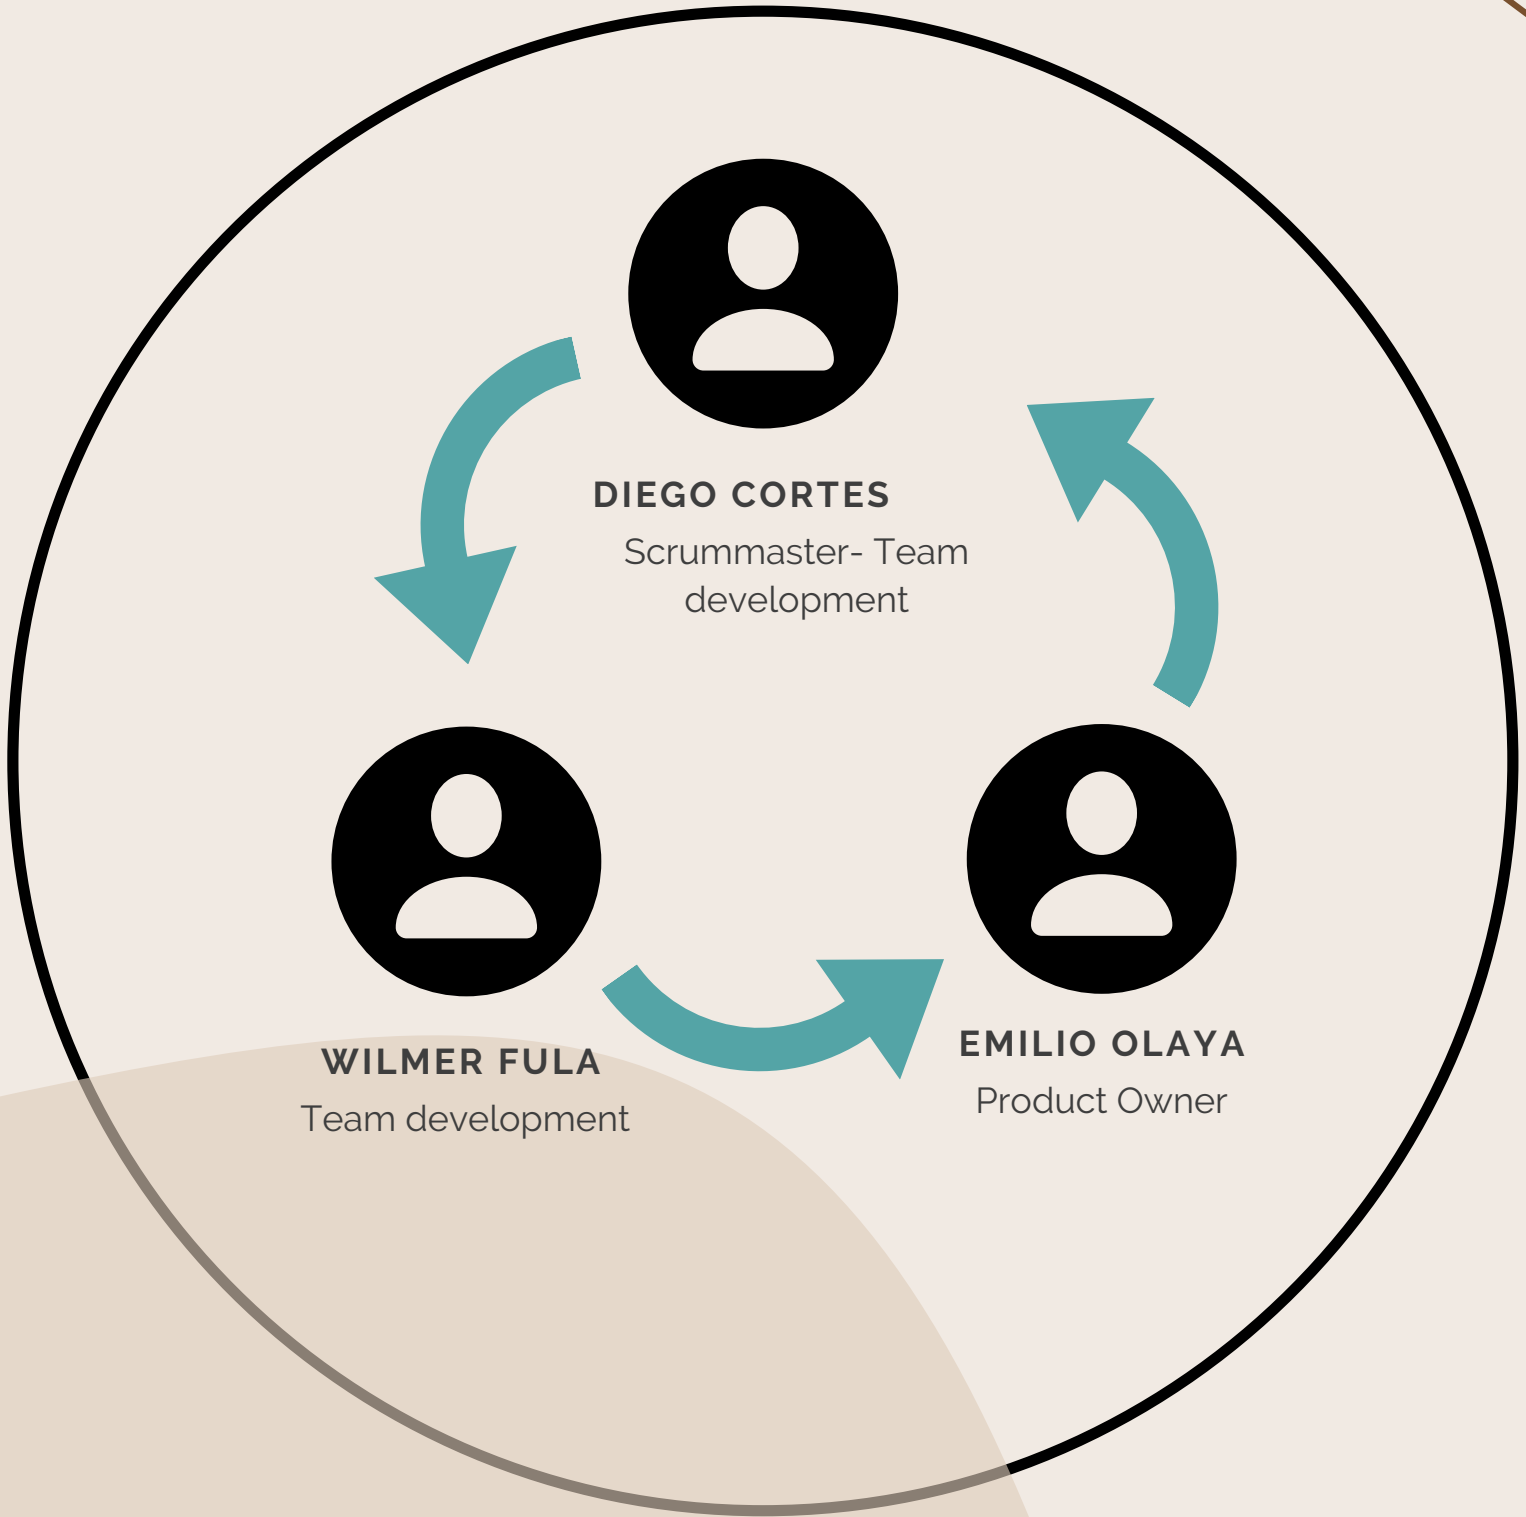 DIEGO CORTES
Scrummaster- Team
development
WILMER FULA
Team development
EMILIO OLAYA
Product Owner